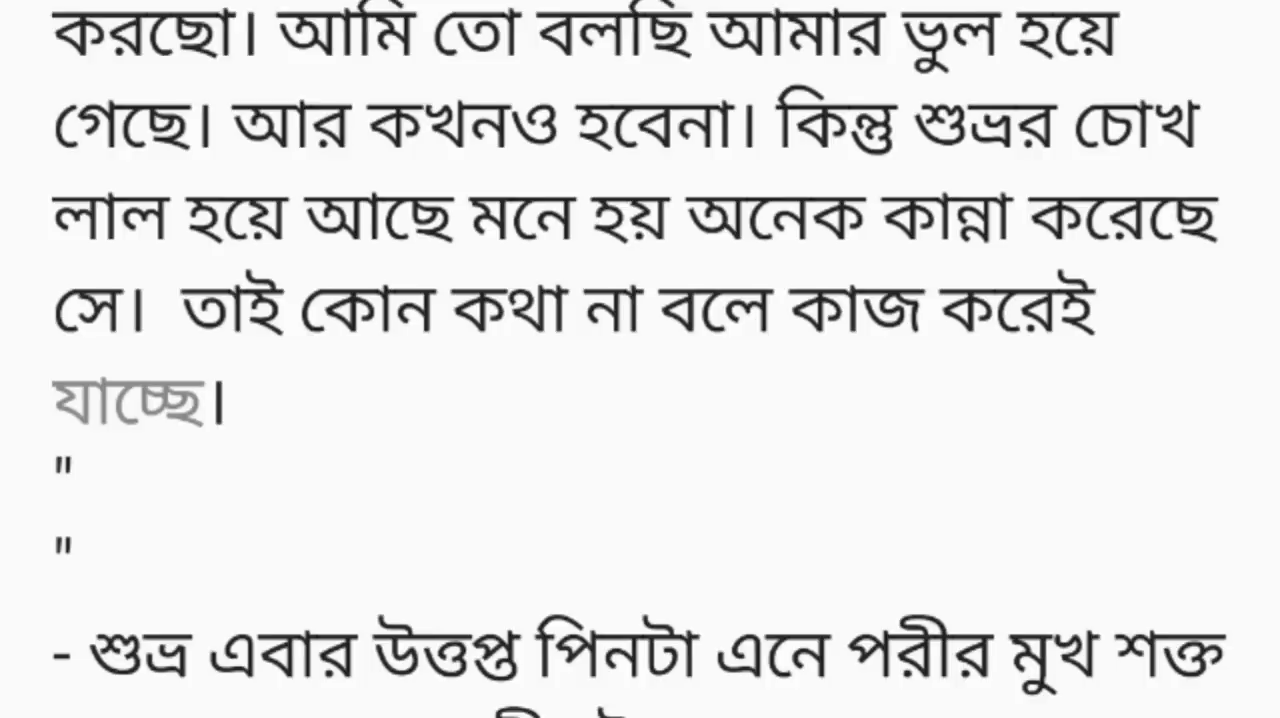 করছো। আমি তো বলছি আমার ভুল হয়ে
গেছে। আর কখনও হবেনা। কিন্তু শুভ্রর চোখ
লাল হয়ে আছে মনে হয় অনেক কান্না করেছে
সে।  তাই কোন কথা না বলে কাজ করেই
যাচ্ছে।
"
"
- শুভ্র এবার উত্তপ্ত পিনটা এনে পরীর মুখ শক্ত